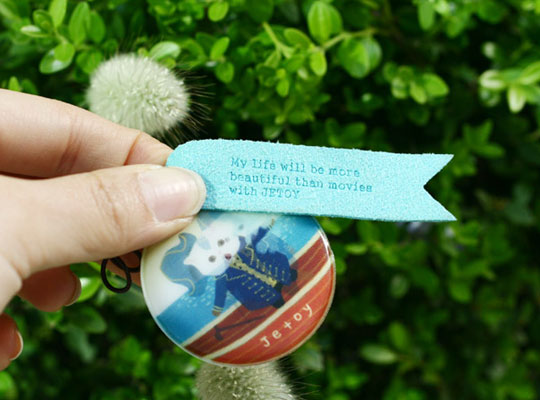 My life will be more
beautiful than movies
with JETOY
Jetoy